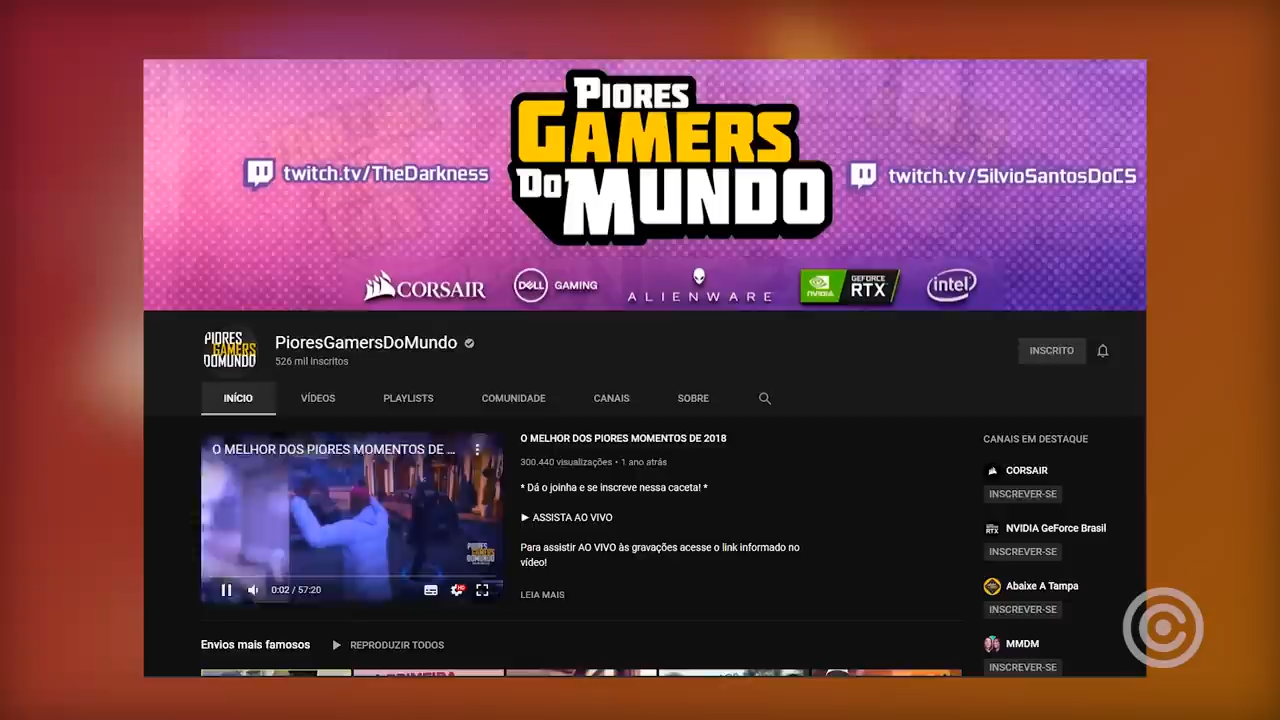 PIORES
GAMERS
DO MUNDO
twitch.tv/TheDarkness
twitch.tv/SilvioSantosDoCS
CORSAIR
DELL GAMING
ALIENWARE
NVIDIA
GEFORCE
RTX
intel
PIORES
GAMERS
DOMUNDO
PioresGamersDoMundo
526 mil inscritos
INSCRITO
INÍCIO
VÍDEOS
PLAYLISTS
COMUNIDADE
CANAIS
SOBRE
O MELHOR DOS PIORES MOMENTOS DE ...
PIORES
GAMERS
DOMUNDO
0:02 / 57:20
HD
O MELHOR DOS PIORES MOMENTOS DE 2018
300.440 visualizações • 1 ano atrás
* Dá o joinha e se inscreve nessa caceta! *
► ASSISTA AO VIVO
Para assistir AO VIVO às gravações acesse o link informado no
vídeo!
LEIA MAIS
CANAIS EM DESTAQUE
CORSAIR
INSCREVER-SE
NVIDIA GeForce Brasil
INSCREVER-SE
Abaixe A Tampa
INSCREVER-SE
MMDM
INSCREVER-SE
Envios mais famosos
REPRODUZIR TODOS